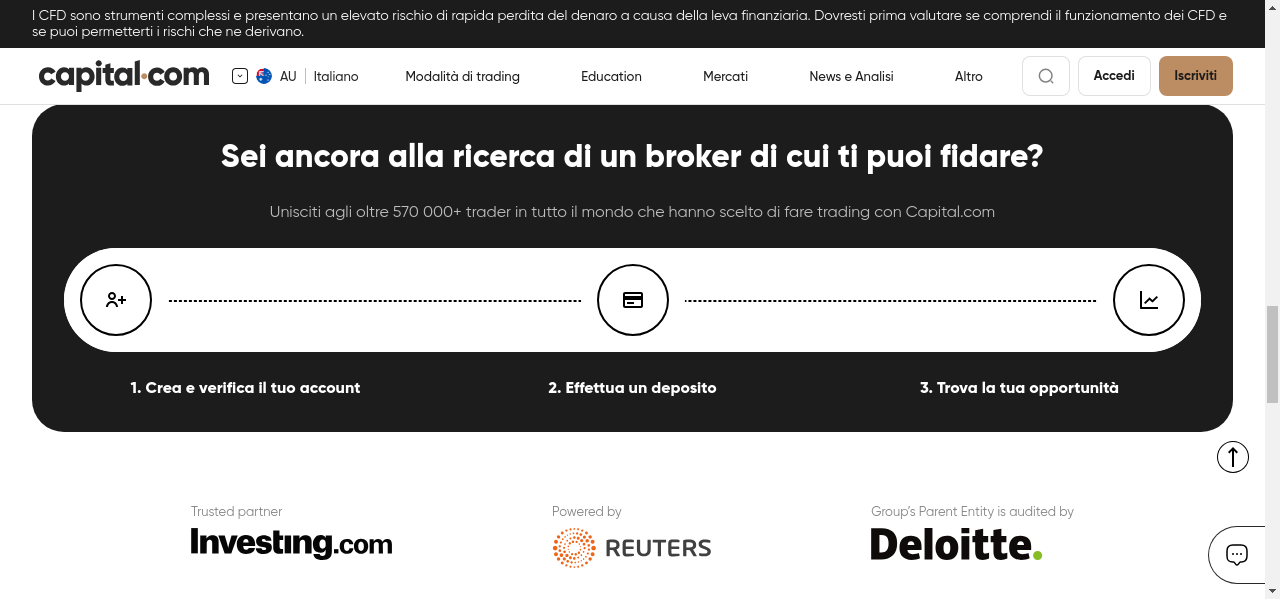 I CFD sono strumenti complessi e presentano un elevato rischio di rapida perdita del denaro a causa della leva finanziaria. Dovresti prima valutare se comprendi il funzionamento dei CFD e
se puoi permetterti i rischi che ne derivano.
capital.com AU Italiano Modalità di trading Education Mercati News e Analisi Altro Accedi Iscriviti
Sei ancora alla ricerca di un broker di cui ti puoi fidare?
Unisciti agli oltre 570 000+ trader in tutto il mondo che hanno scelto di fare trading con Capital.com
1. Crea e verifica il tuo account 2. Effettua un deposito 3. Trova la tua opportunità
Trusted partner Powered by Group's Parent Entity is audited by
Investing.com REUTERS Deloitte.